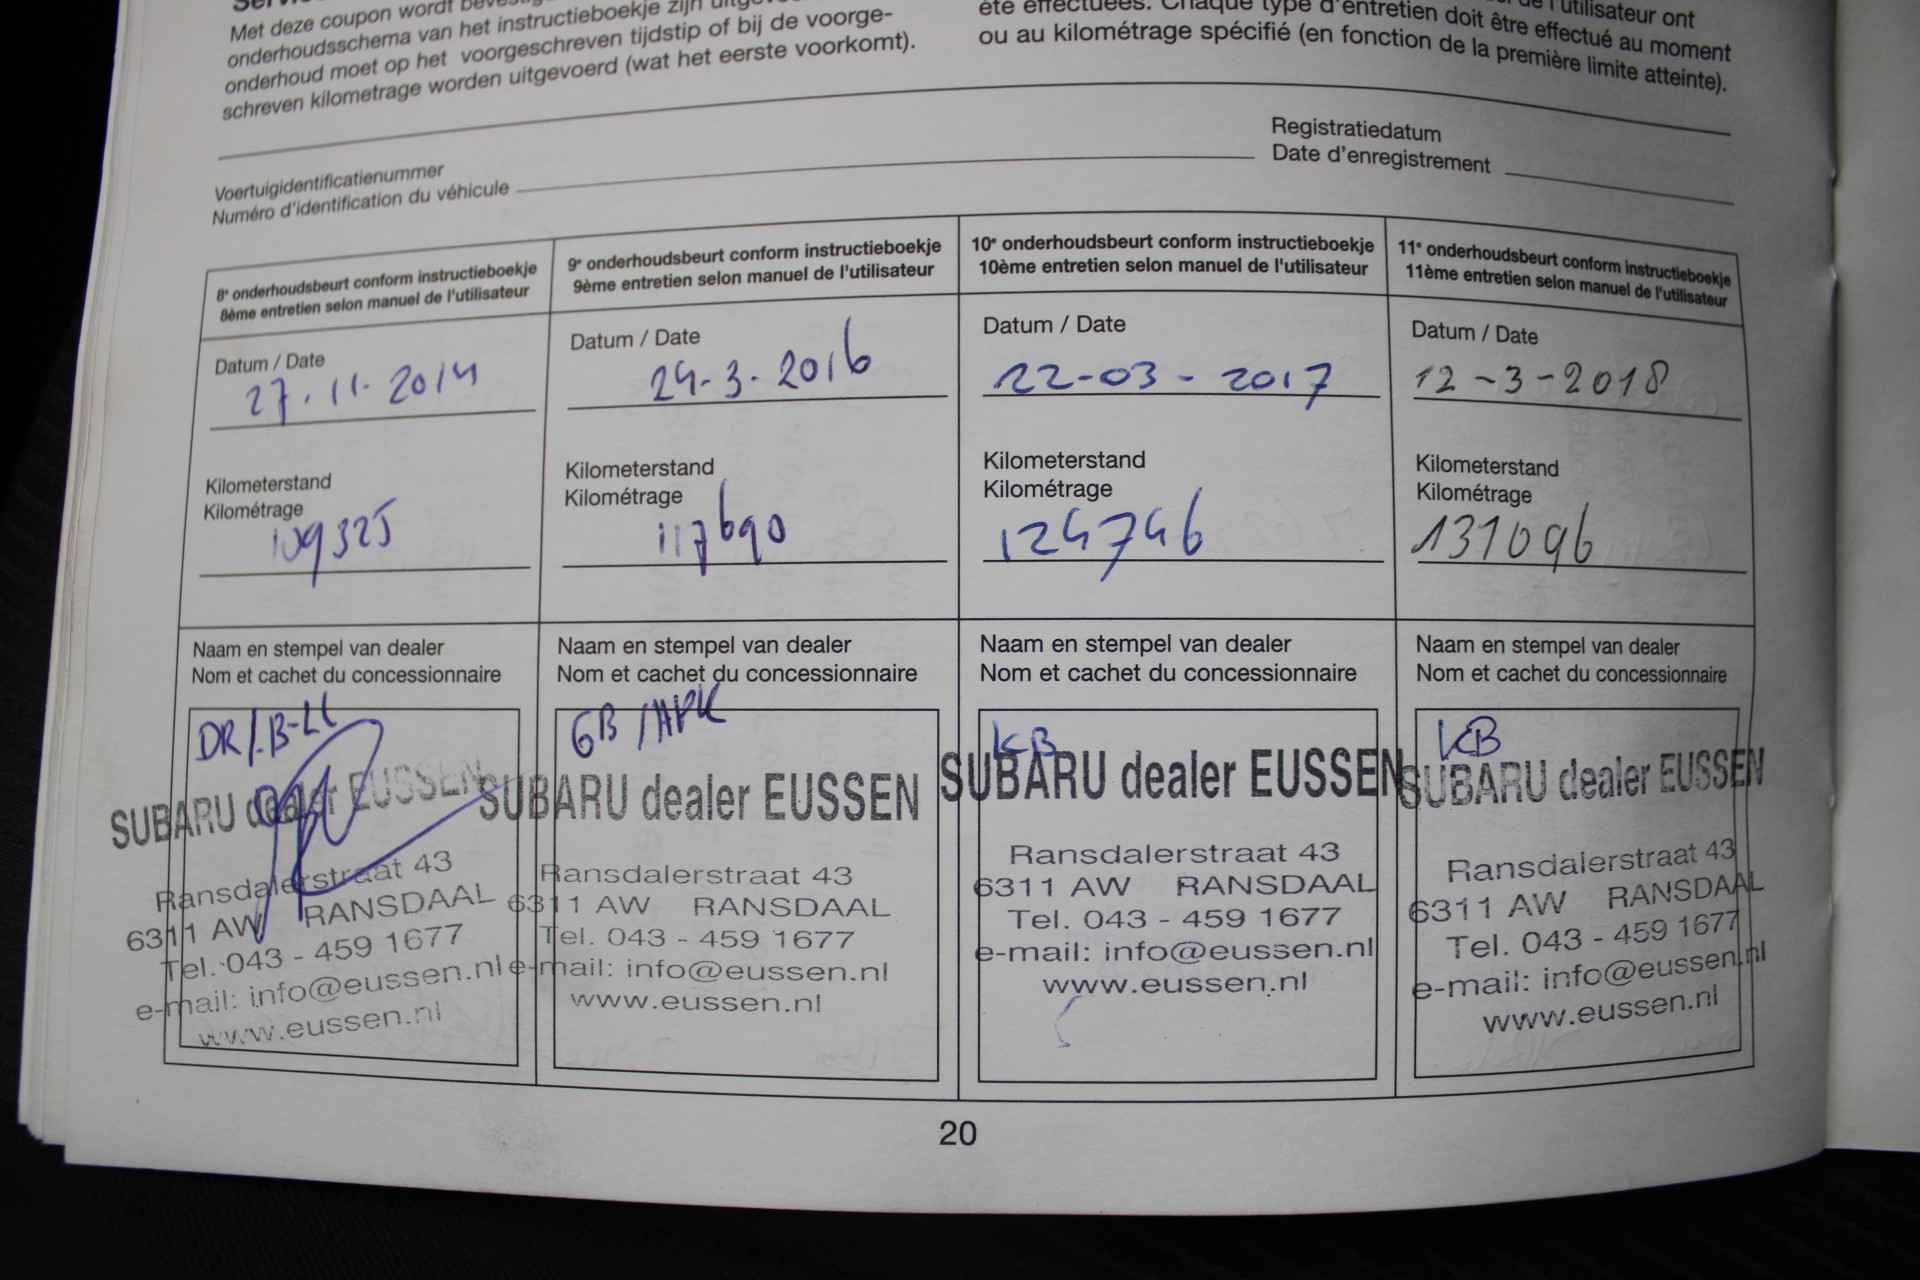 Met deze coupon wordt
onderhoudsschema van het instructieboekje zijn
onderhoud moet op het voorgeschreven tijdstip of bij de voorge-
schreven kilometrage worden uitgevoerd (wat het eerste voorkomt).
été effectuées. Chaque type d'entretien doit être effectué au moment
ou au kilométrage spécifié (en fonction de la première limite atteinte).
de l'utilisateur ont
Voertuigidentificatienummer
Numéro d'identification du véhicule
Registratiedatum
Date d'enregistrement
8e onderhoudsbeurt conform instructieboekje
8ème entretien selon manuel de l'utilisateur
Datum / Date
27.11.2014
Kilometerstand
Kilométrage
109325
Naam en stempel van dealer
Nom et cachet du concessionnaire
SUBARU dealer EUSSEN
Ransdalerstraat 43
6311 AW RANSDAAL
Tel. 043 - 459 1677
e-mail: info@eussen.nl
www.eussen.nl
9e onderhoudsbeurt conform instructieboekje
9ème entretien selon manuel de l'utilisateur
Datum / Date
24-3-2016
Kilometerstand
Kilométrage
117690
Naam en stempel van dealer
Nom et cachet du concessionnaire
GB /APK
SUBARU dealer EUSSEN
Ransdalerstraat 43
6311 AW RANSDAAL
Tel. 043 - 459 1677
e-mail: info@eussen.nl
www.eussen.nl
10e onderhoudsbeurt conform instructieboekje
10ème entretien selon manuel de l'utilisateur
Datum / Date
22-03-2017
Kilometerstand
Kilométrage
124746
Naam en stempel van dealer
Nom et cachet du concessionnaire
KB
SUBARU dealer EUSSEN
Ransdalerstraat 43
6311 AW RANSDAAL
Tel. 043 - 459 1677
e-mail: info@eussen.nl
www.eussen.nl
11e onderhoudsbeurt conform instructieboekje
11ème entretien selon manuel de l'utilisateur
Datum / Date
12-3-2018
Kilometerstand
Kilométrage
131096
Naam en stempel van dealer
Nom et cachet du concessionnaire
KB
SUBARU dealer EUSSEN
Ransdalerstraat 43
6311 AW RANSDAAL
Tel. 043 - 459 1677
e-mail: info@eussen.nl
www.eussen.nl
20